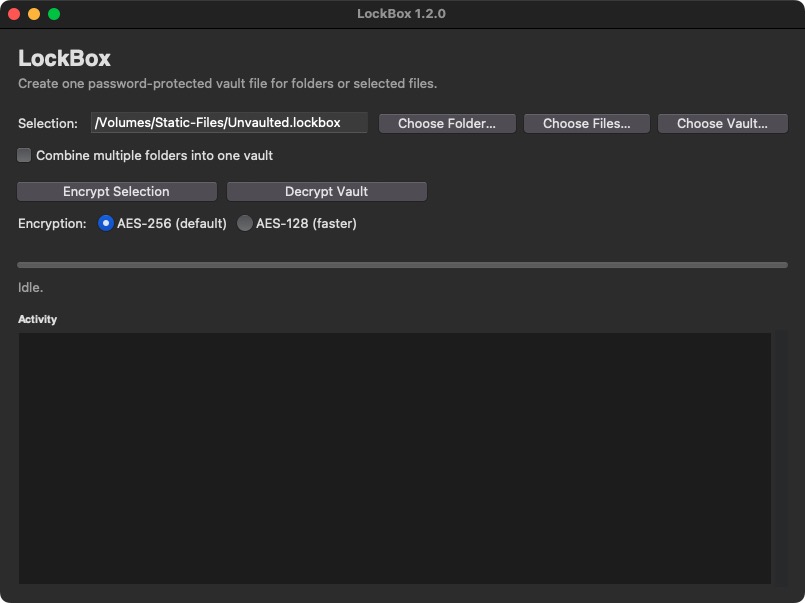 LockBox 1.2.0
LockBox
Create one password-protected vault file for folders or selected files.
Selection: /Volumes/Static-Files/Unvaulted.lockbox Choose Folder... Choose Files... Choose Vault...
Combine multiple folders into one vault
Encrypt Selection Decrypt Vault
Encryption: AES-256 (default) AES-128 (faster)
Idle.
Activity